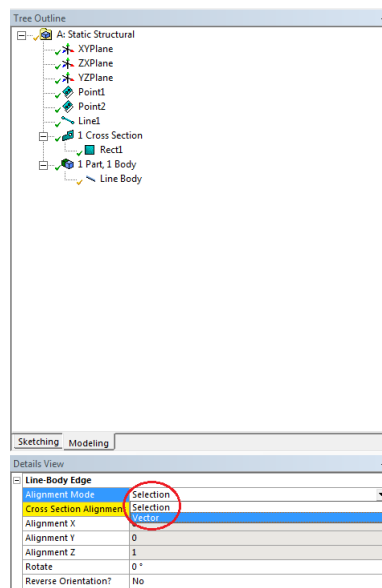 Tree Outline
A: Static Structural
XYPlane
ZXPlane
YZPlane
Point1
Point2
Line1
1 Cross Section
Rect1
1 Part, 1 Body
Line Body
Sketching Modeling
Details View
Line-Body Edge
Alignment Mode Selection
Cross Section Alignment Selection
Vector
Alignment X
Alignment Y 0
Alignment Z 1
Rotate 0 °
Reverse Orientation? No